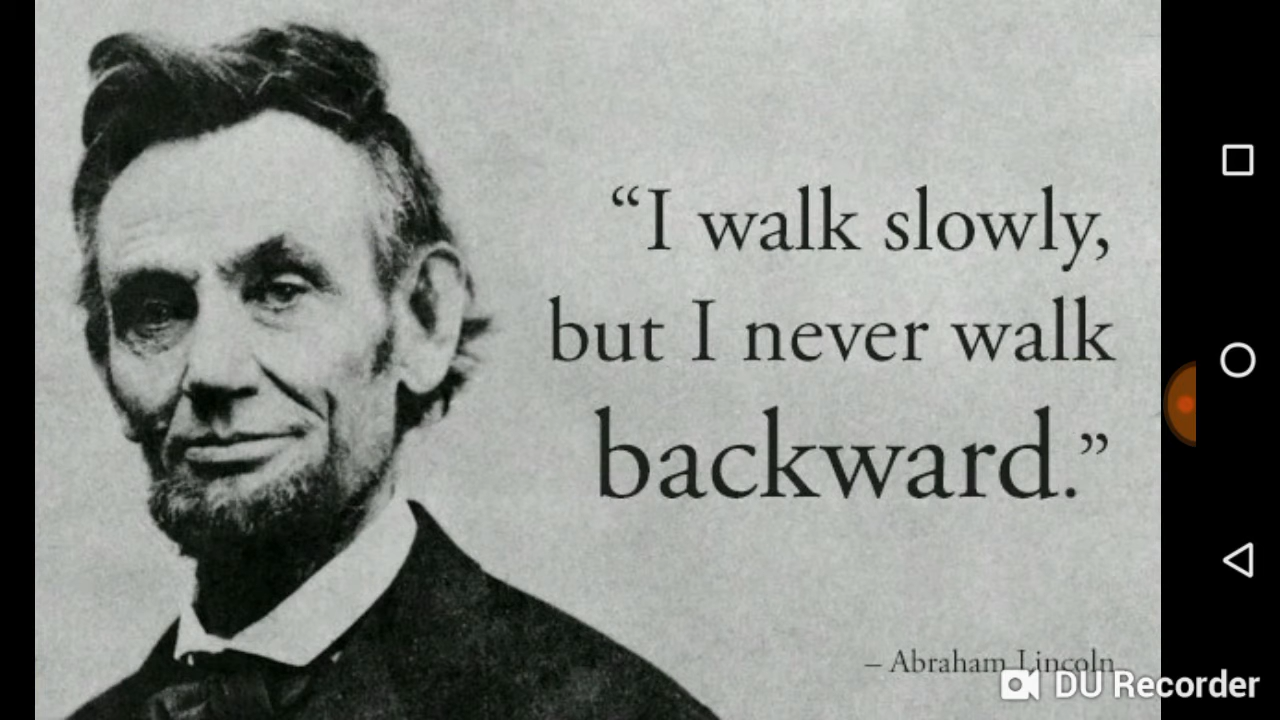 “I walk slowly,
but I never walk
backward.”
– Abraham Lincoln
DU Recorder